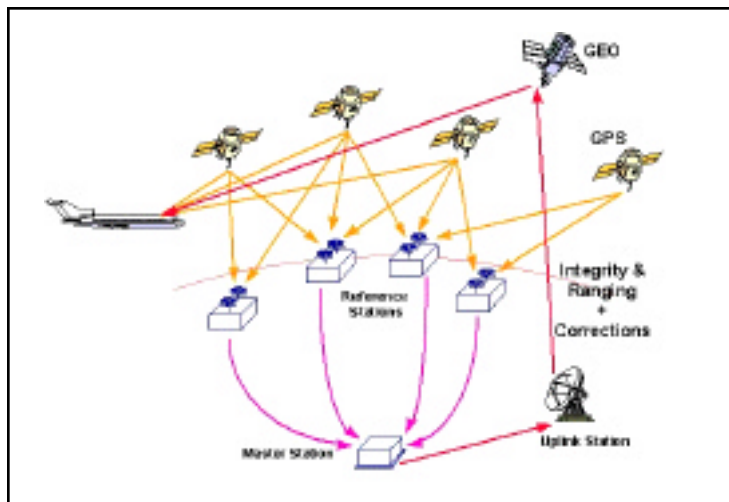 GEO
GPS
Integrity &
Ranging
+
Corrections
Reference
Stations
Master Station
Uplink Station